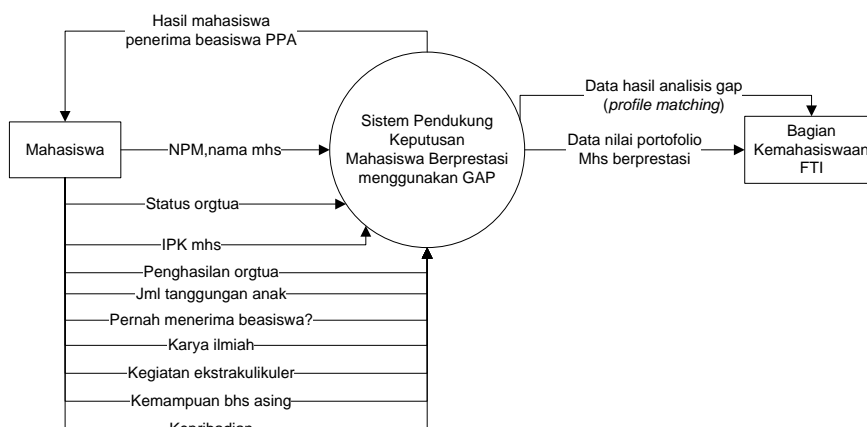 Hasil mahasiswa
penerima beasiswa PPA
Sistem Pendukung
Keputusan
Mahasiswa Berprestasi
menggunakan GAP
Data hasil analisis gap
(profile matching)
Data nilai portofolio
Mhs berprestasi
Bagian
Kemahasiswaan
FTI
Mahasiswa
NPM,nama mhs
Status orgtua
IPK mhs
Penghasilan orgtua
Jml tanggungan anak
Pernah menerima beasiswa?
Karya ilmiah
Kegiatan ekstrakulikuler
Kemampuan bhs asing
Kepribadian